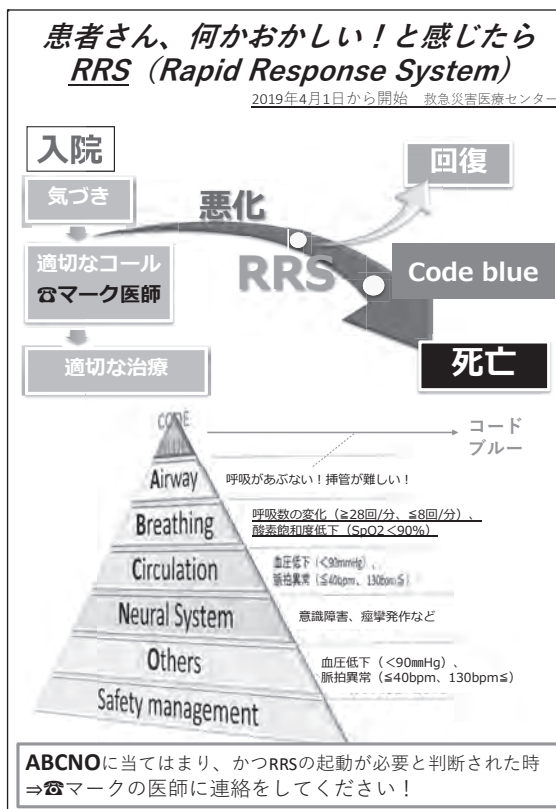 患者さん、何かおかしい！と感じたら
RRS（Rapid Response System）
2019年4月1日から開始　救急災害医療センター
入院
気づき
適切なコール
☎マーク医師
適切な治療
悪化
RRS
回復
Code blue
死亡
CODE
コード
ブルー
Airway
呼吸があぶない！挿管が難しい！
Breathing
呼吸数の変化（≧28回/分、≦8回/分）、
酸素飽和度低下（SpO2＜90%）
Circulation
血圧低下（<90mmHg）、
脈拍異常（≦40bpm、130bpm≦）
Neural System
意識障害、痙攣発作など
Others
血圧低下（<90㎜Hg）、
脈拍異常（≦40bpm、130bpm≦）
Safety management
ABCNOに当てはまり、かつRRSの起動が必要と判断された時
⇒☎マークの医師に連絡をしてください！